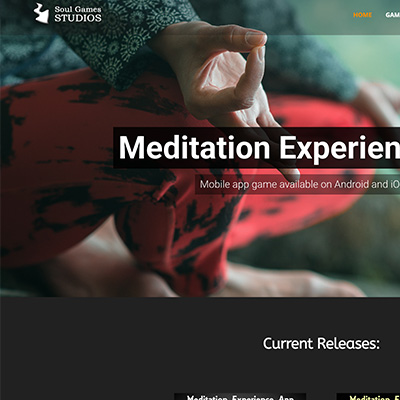 Soul Games
STUDIOS
HOME GAM
Meditation Experien
Mobile app game available on Android and iO
Current Releases:
Meditation Experience App
Meditation E